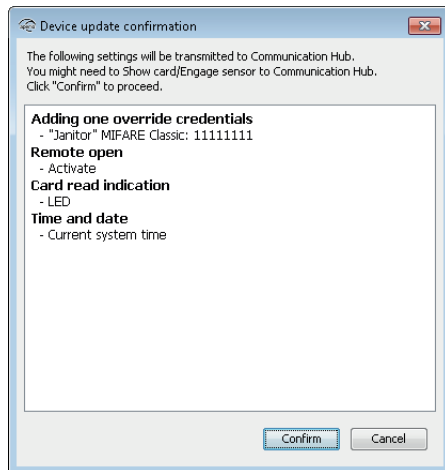 Device update confirmation
The following settings will be transmitted to Communication Hub.
You might need to Show card/Engage sensor to Communication Hub.
Click "Confirm" to proceed.
Adding one override credentials
- "Janitor" MIFARE Classic: 11111111
Remote open
- Activate
Card read indication
- LED
Time and date
- Current system time
Confirm Cancel